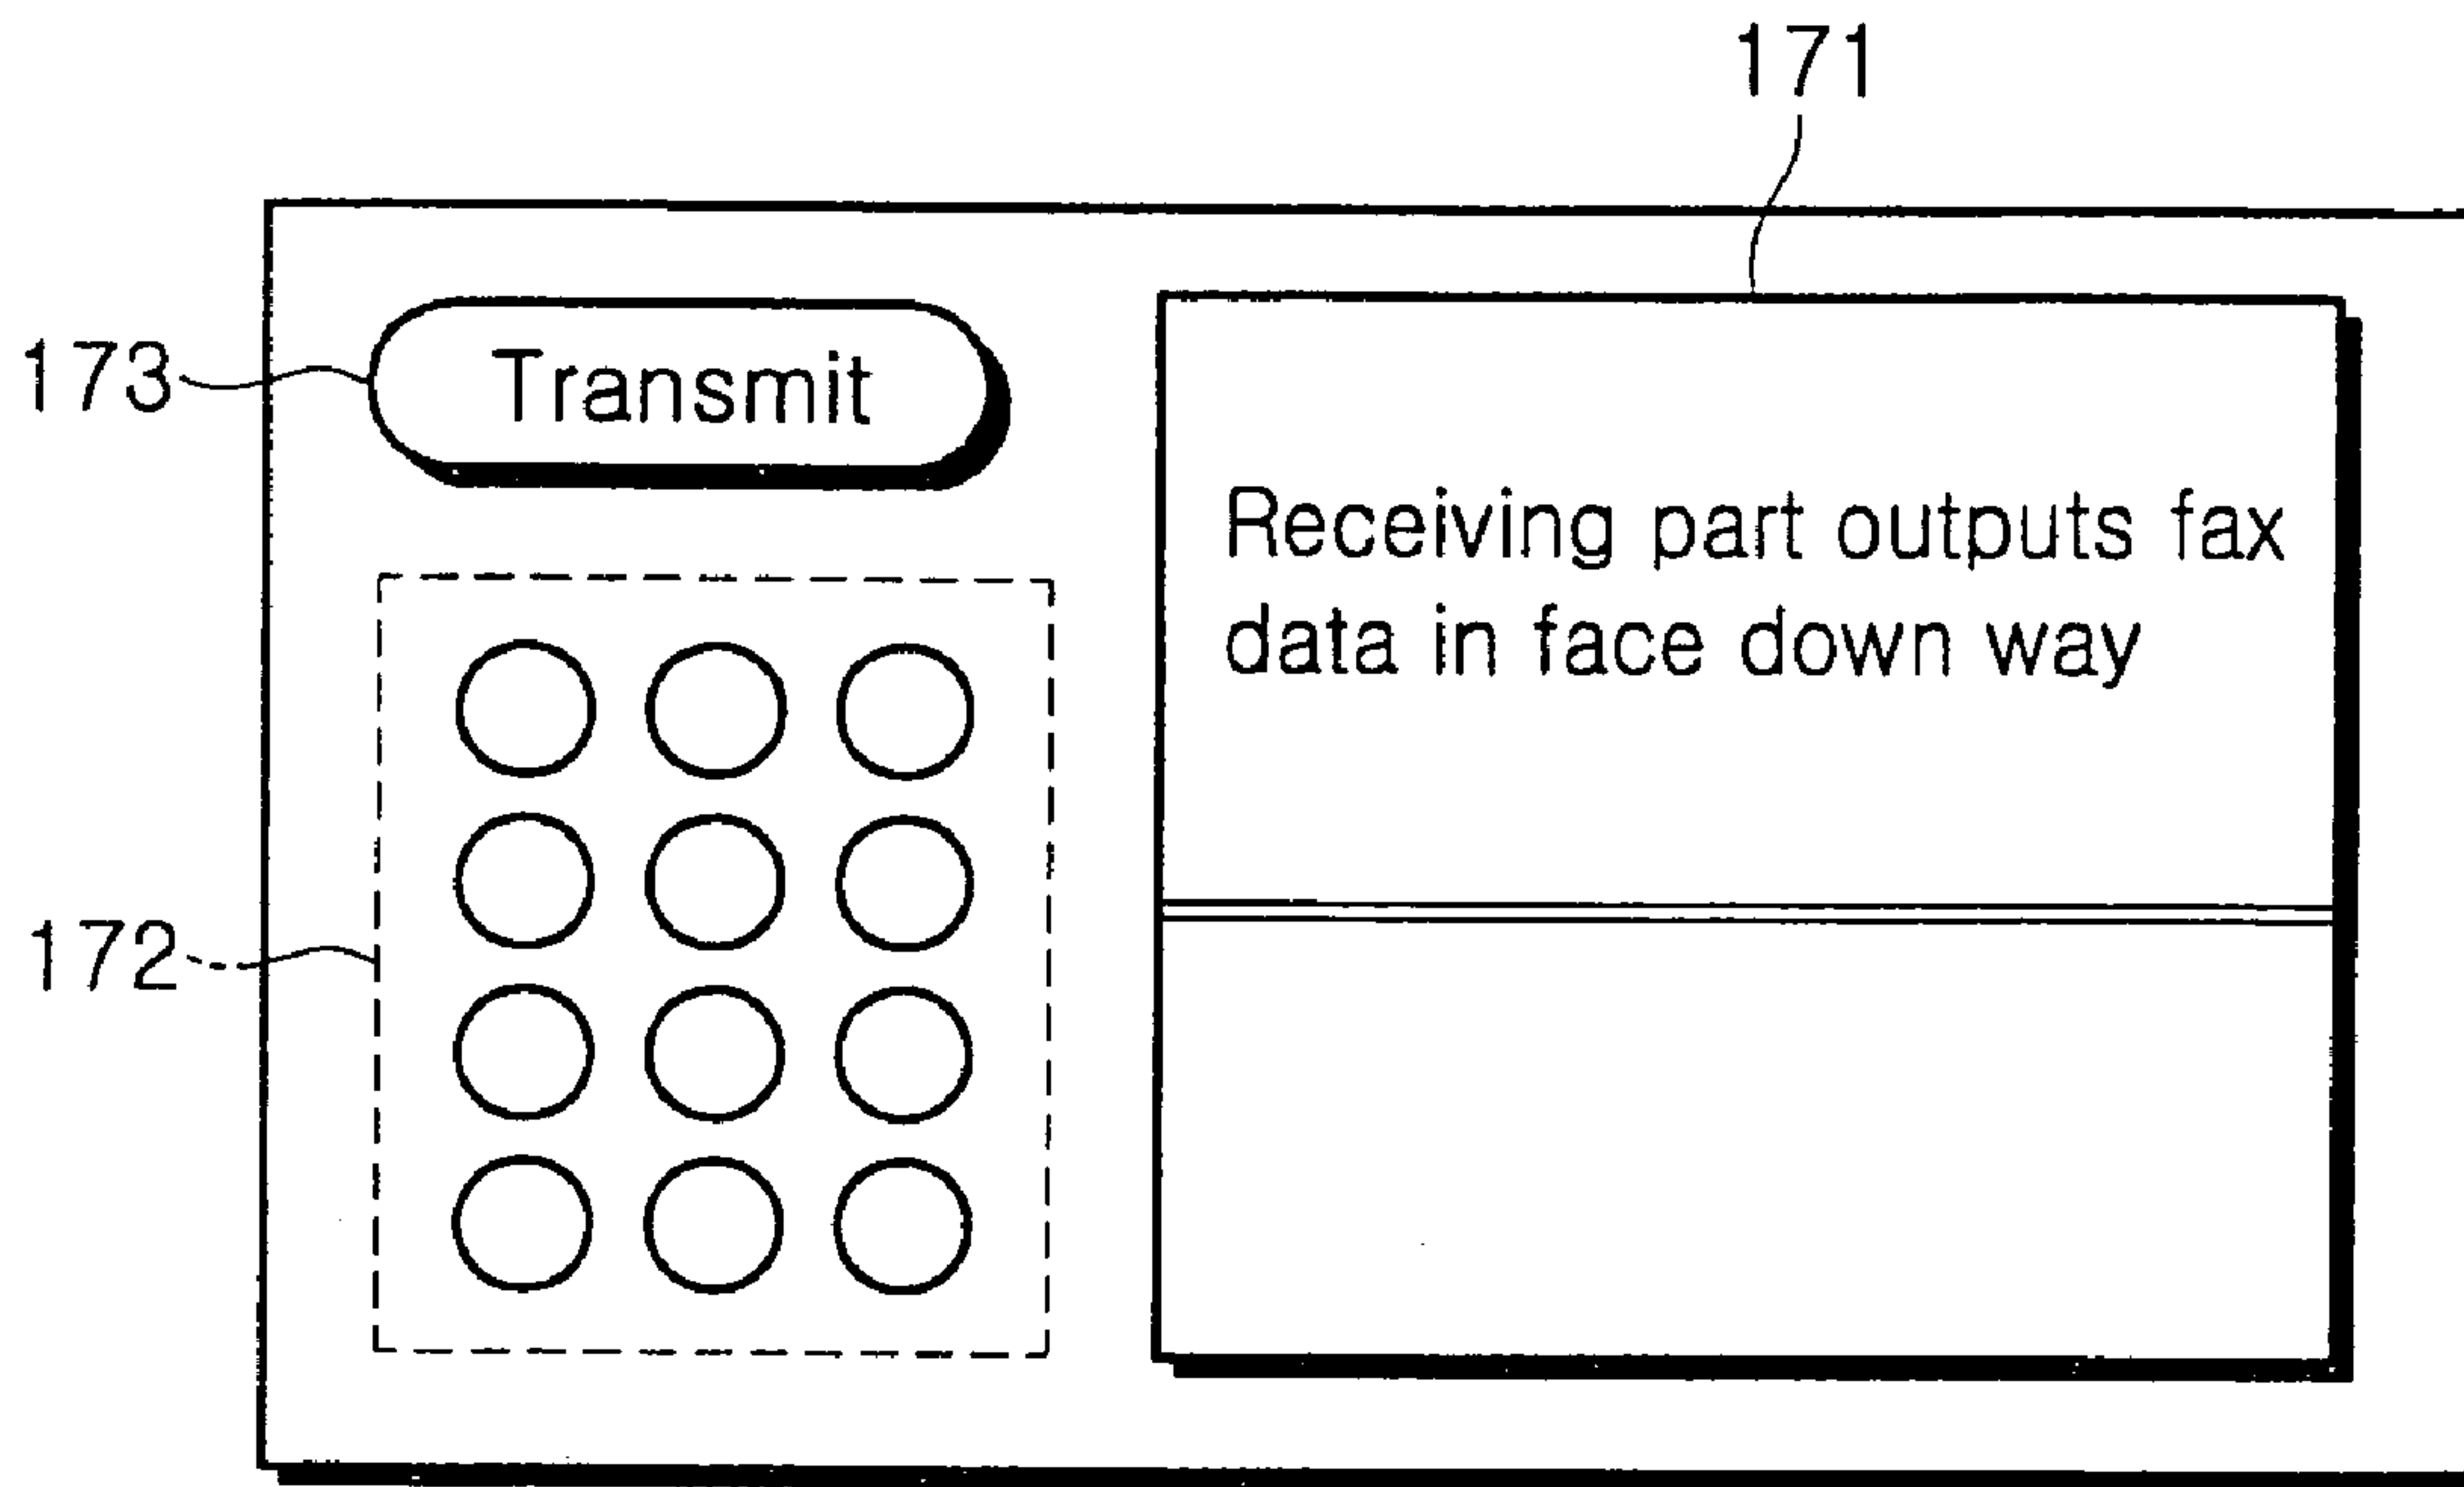 171
173
Transmit
Receiving part outputs fax
data in face down way
172